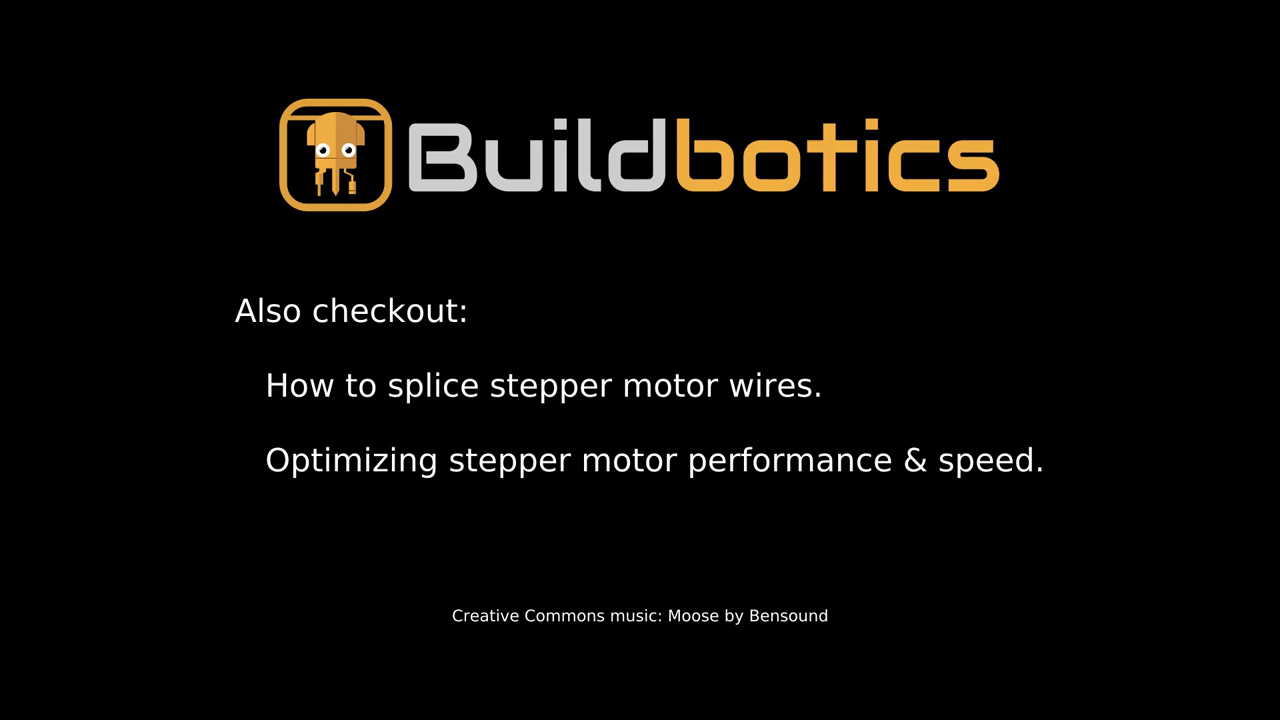 Buildbotics
Also checkout:
How to splice stepper motor wires.
Optimizing stepper motor performance & speed.
Creative Commons music: Moose by Bensound